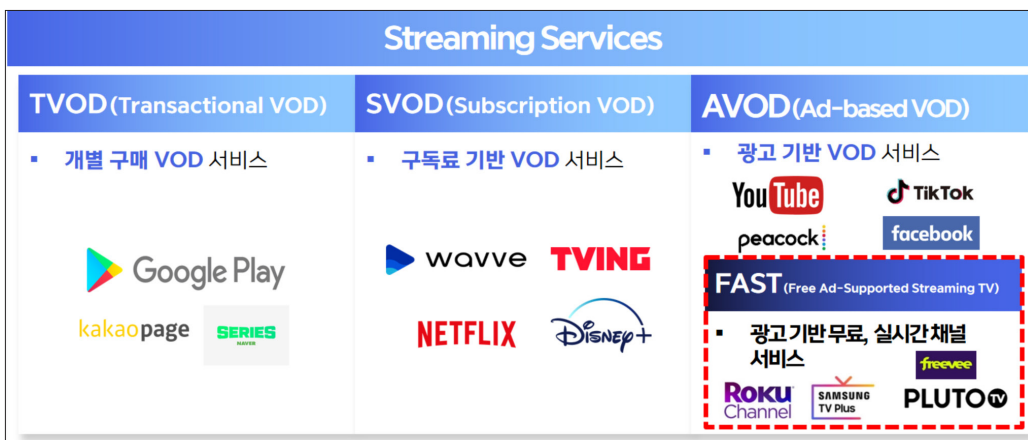 Streaming Services
TVOD(Transactional VOD)
▪ 개별 구매 VOD 서비스
Google Play
kakaopage
SERIES
NAVER
SVOD(Subscription VOD)
▪ 구독료 기반 VOD 서비스
wavve
TVING
NETFLIX
Disney+
AVOD(Ad-based VOD)
▪ 광고 기반 VOD 서비스
YouTube
TikTok
peacock
facebook
FAST (Free Ad-Supported Streaming TV)
▪ 광고 기반 무료, 실시간 채널
서비스
freevee
ROKU
Channel
SAMSUNG
TV Plus
PLUTO TV